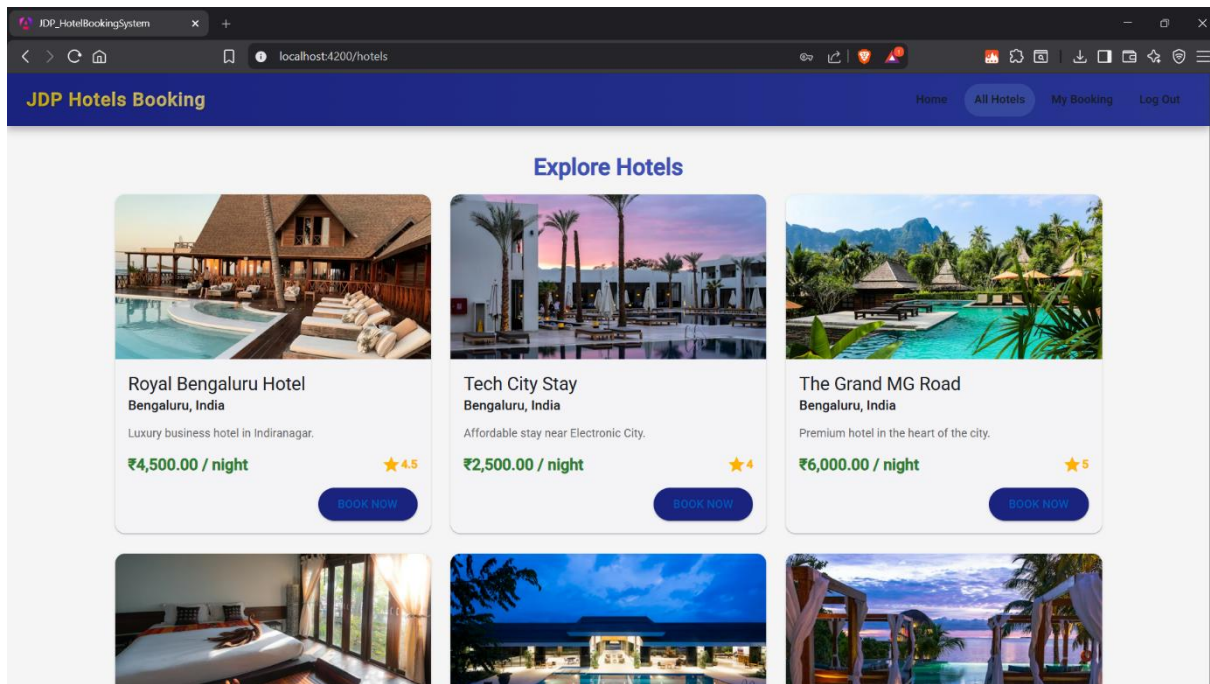 JDP_HotelBookingSystem
localhost:4200/hotels
JDP Hotels Booking
Home All Hotels My Booking Log Out
Explore Hotels
Royal Bengaluru Hotel
Bengaluru, India
Luxury business hotel in Indiranagar.
₹4,500.00 / night 4.5
BOOK NOW
Tech City Stay
Bengaluru, India
Affordable stay near Electronic City.
₹2,500.00 / night 4
BOOK NOW
The Grand MG Road
Bengaluru, India
Premium hotel in the heart of the city.
₹6,000.00 / night 5
BOOK NOW